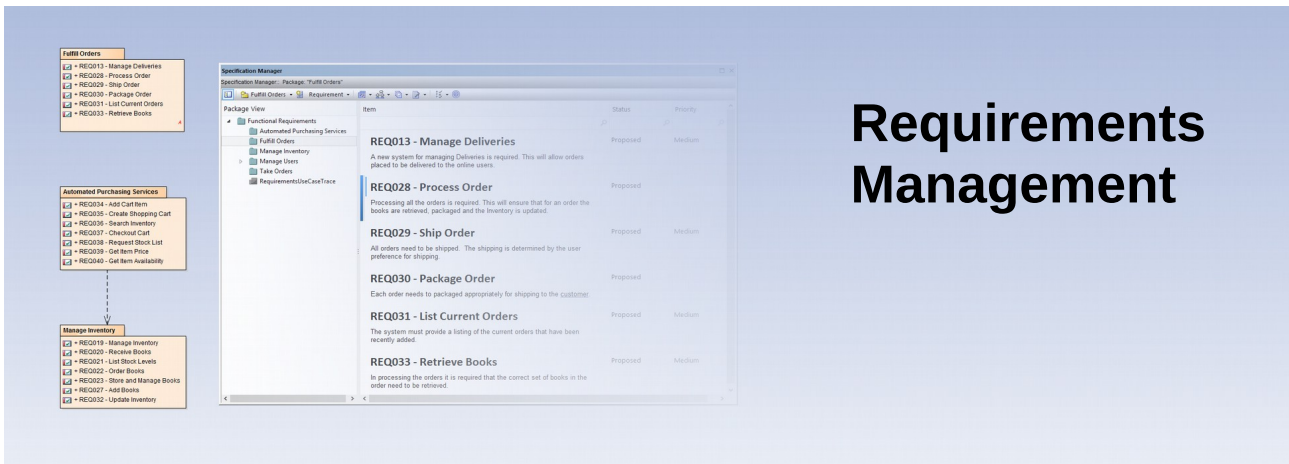 Fulfill Orders
+ REQ013 - Manage Deliveries
+ REQ028 - Process Order
+ REQ029 - Ship Order
+ REQ030 - Package Order
+ REQ031 - List Current Orders
+ REQ033 - Retrieve Books
Automated Purchasing Services
+ REQ034 - Add Cart Item
+ REQ035 - Create Shopping Cart
+ REQ036 - Search Inventory
+ REQ037 - Checkout Cart
+ REQ038 - Request Stock List
+ REQ039 - Get Item Price
+ REQ040 - Get Item Availability
Manage Inventory
+ REQ019 - Manage Inventory
+ REQ020 - Receive Books
+ REQ021 - List Stock Levels
+ REQ022 - Order Books
+ REQ023 - Store and Manage Books
+ REQ027 - Add Books
+ REQ032 - Update Inventory
Specification Manager
Specification Manager: Package: "Fulfill Orders"
Fulfill Orders Requirement
Package View
Functional Requirements
Automated Purchasing Services
Fulfill Orders
Manage Inventory
Manage Users
Take Orders
RequirementsUseCaseTrace
Item Status Priority
REQ013 - Manage Deliveries Proposed Medium
A new system for managing Deliveries is required. This will allow orders
placed to be delivered to the online users.
REQ028 - Process Order Proposed
Processing all the orders is required. This will ensure that for an order the
books are retrieved, packaged and the Inventory is updated.
REQ029 - Ship Order Proposed Medium
All orders need to be shipped. The shipping is determined by the user
preference for shipping.
REQ030 - Package Order Proposed
Each order needs to packaged appropriately for shipping to the customer
REQ031 - List Current Orders Proposed Medium
The system must provide a listing of the current orders that have been
recently added.
REQ033 - Retrieve Books Proposed Medium
In processing the orders it is required that the correct set of books in the
order need to be retrieved.
Requirements
Management